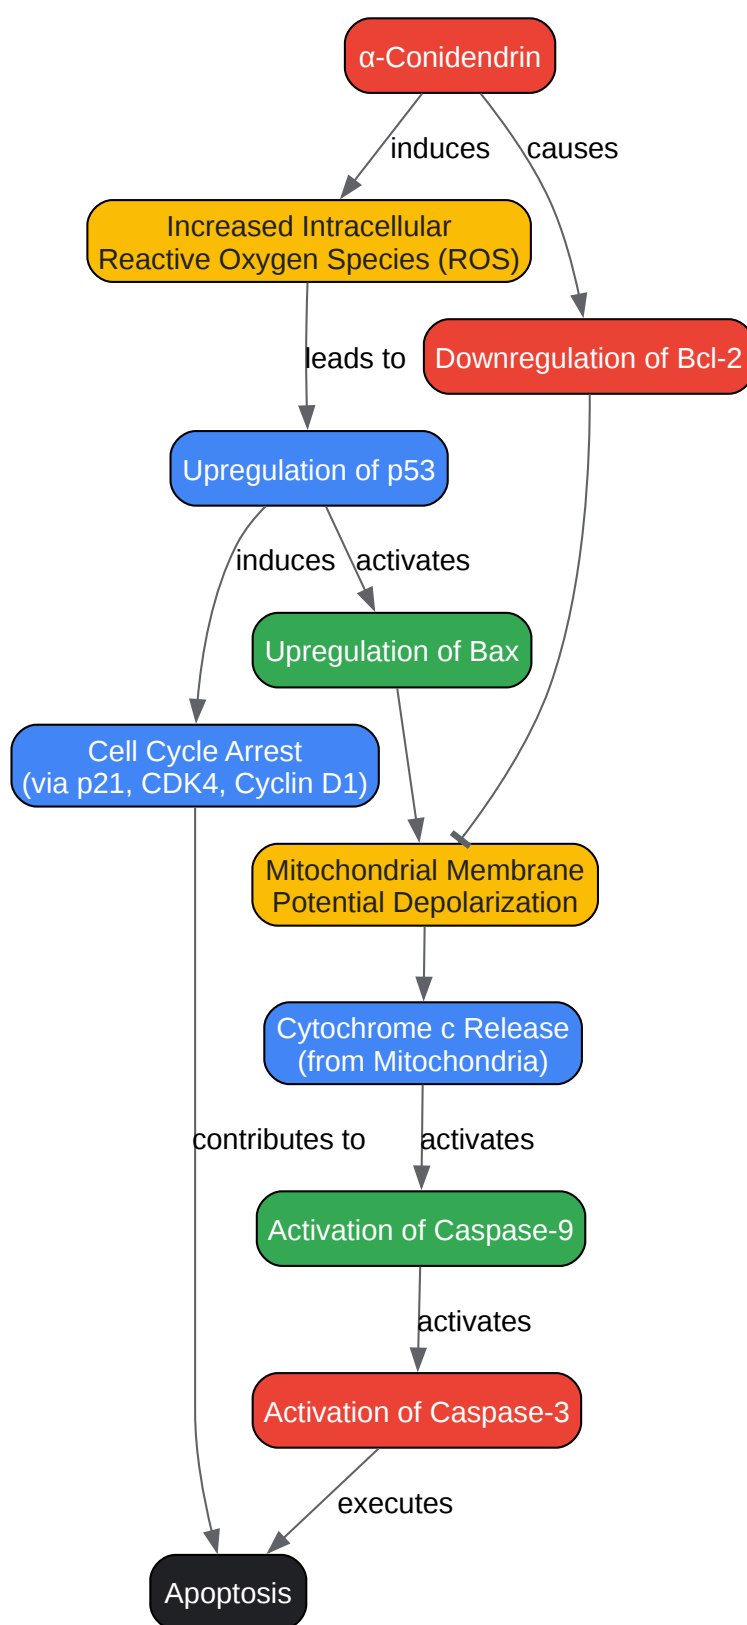 α-Conidendrin
induces
causes
Increased Intracellular
Reactive Oxygen Species (ROS)
leads to
Downregulation of Bcl-2
Upregulation of p53
induces
activates
Upregulation of Bax
Cell Cycle Arrest
(via p21, CDK4, Cyclin D1)
Mitochondrial Membrane
Potential Depolarization
Cytochrome c Release
(from Mitochondria)
contributes to
activates
Activation of Caspase-9
activates
Activation of Caspase-3
executes
Apoptosis